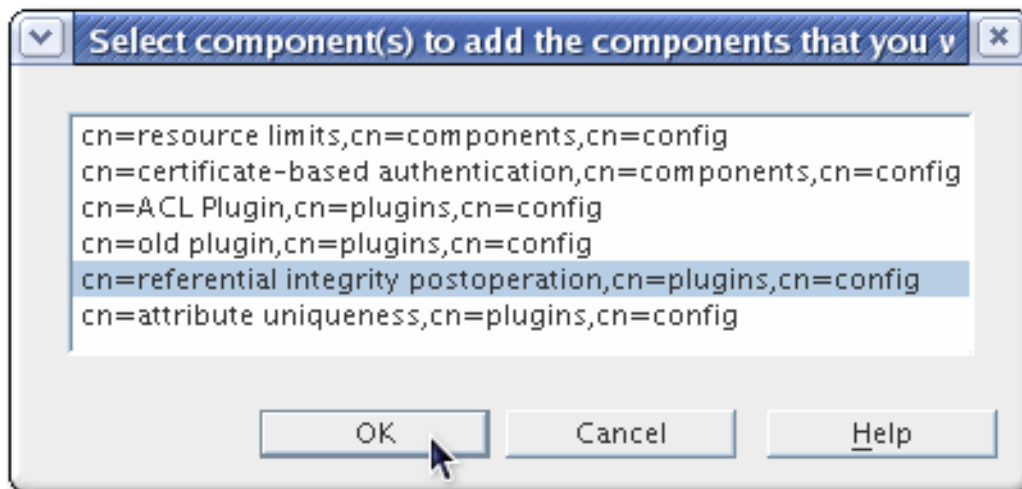 Select component(s) to add the components that you v
cn=resource limits,cn=components,cn=config
cn=certificate-based authentication,cn=components,cn=config
cn=ACL Plugin,cn=plugins,cn=config
cn=old plugin,cn=plugins,cn=config
cn=referential integrity postoperation,cn=plugins,cn=config
cn=attribute uniqueness,cn=plugins,cn=config
OK Cancel Help